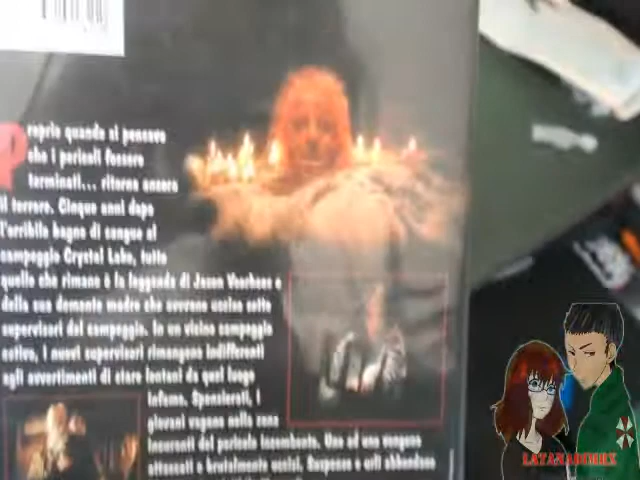 Proprio quando si pensava
che i pericoli fossero
terminati... ritorna ancora
il terrore. Cinque anni dopo
l'orribile bagno di sangue al
campeggio Crystal Lake, tutto
quello che rimane è la leggenda di Jason Voorhees e
della sua demente madre che avevano ucciso sette
supervisori del campeggio. In un vicino campeggio
estivo, i nuovi supervisori rimangono indifferenti
agli avvertimenti di stare lontani da quel luogo
infame. Spensierati, i
giovani vagano nella zona
incuranti del pericolo incombente. Uno ad uno vengono
attaccati e brutalmente uccisi. Suspense e urli abbondano